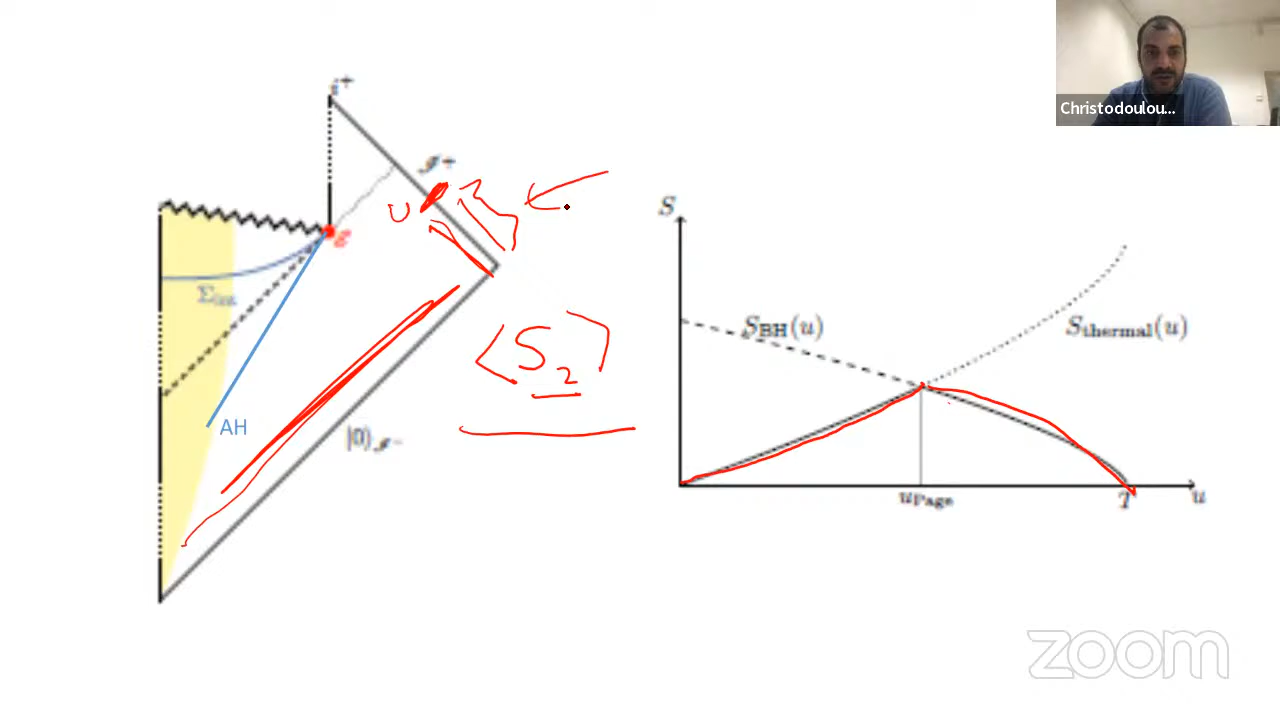 Christodoulou...
i⁺
𝓘⁺
U
ℰ
Σ
AH
|0⟩𝓘⁻
⟨S₂⟩
S
S_BH(u)
S_thermal(u)
u_Page
T
u
zoom